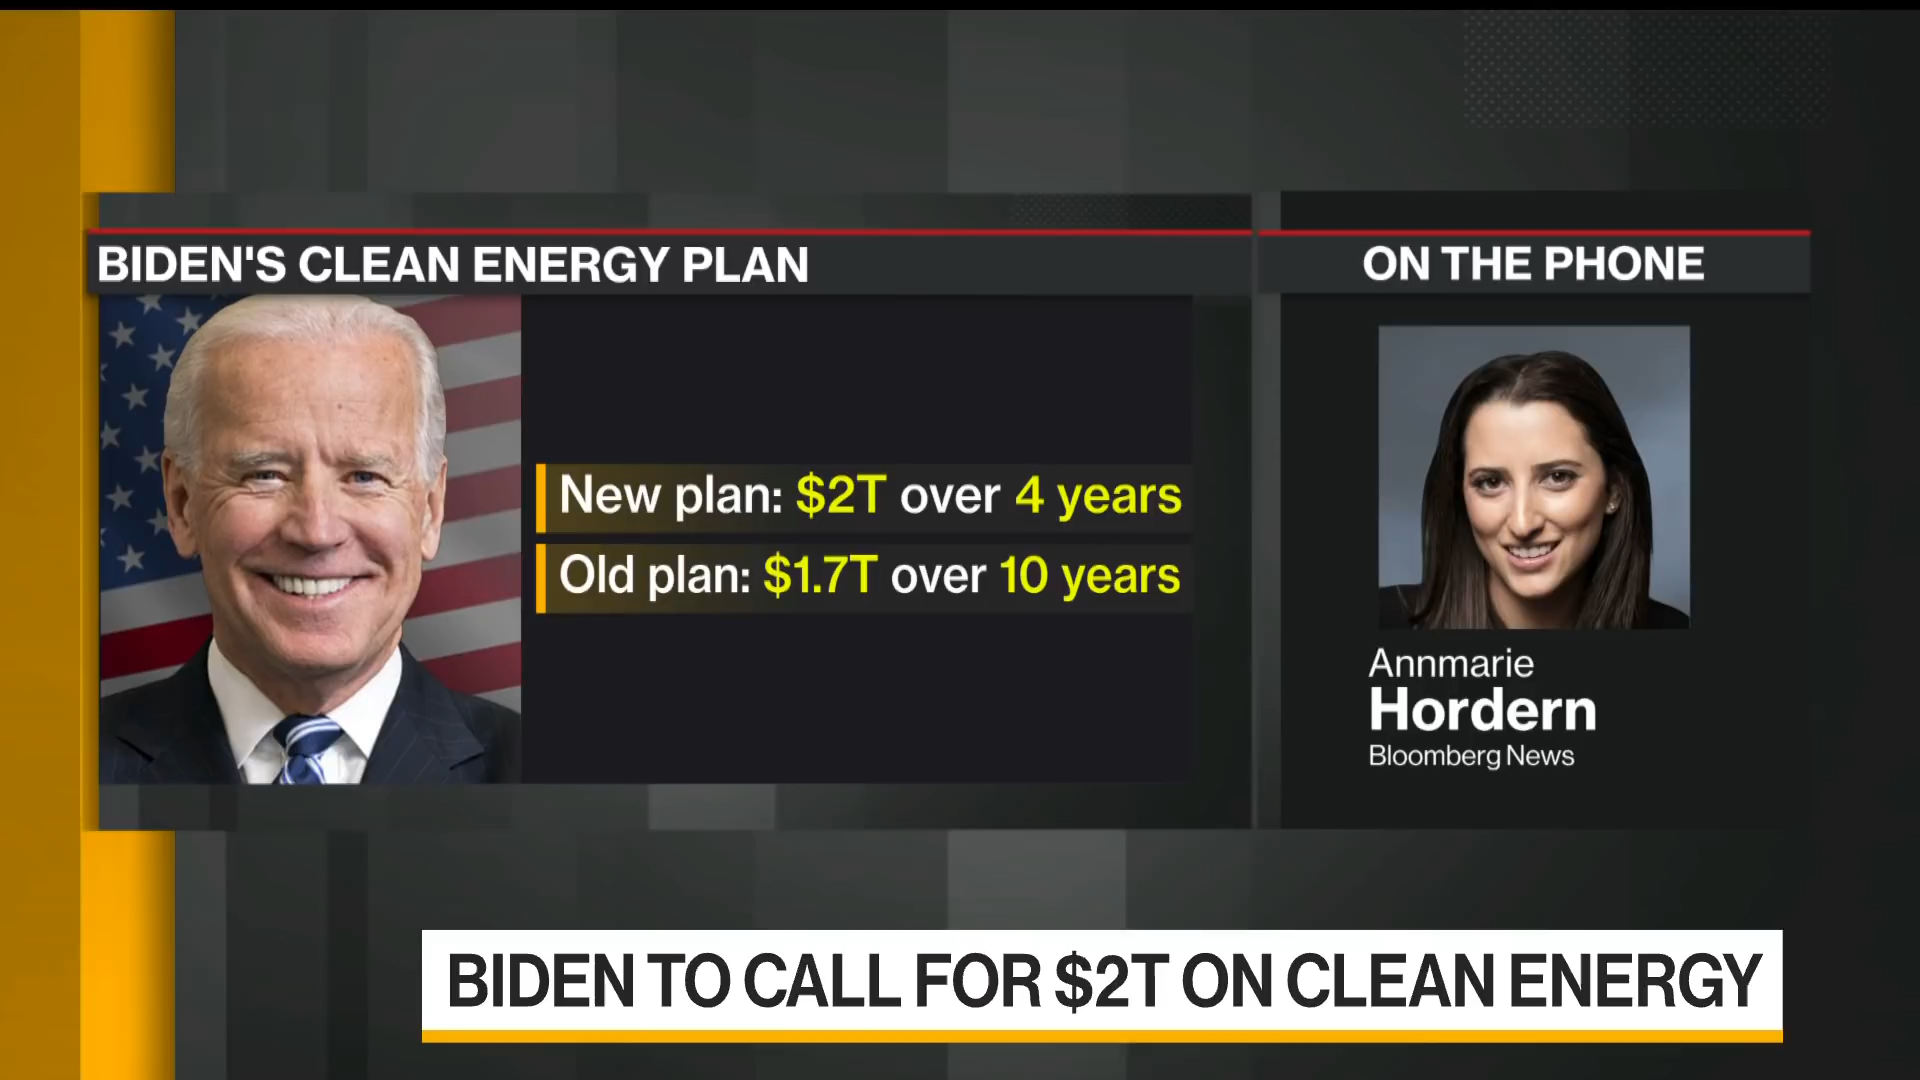 BIDEN'S CLEAN ENERGY PLAN
New plan: $2T over 4 years
Old plan: $1.7T over 10 years
ON THE PHONE
Annmarie
Hordern
Bloomberg News
BIDEN TO CALL FOR $2T ON CLEAN ENERGY